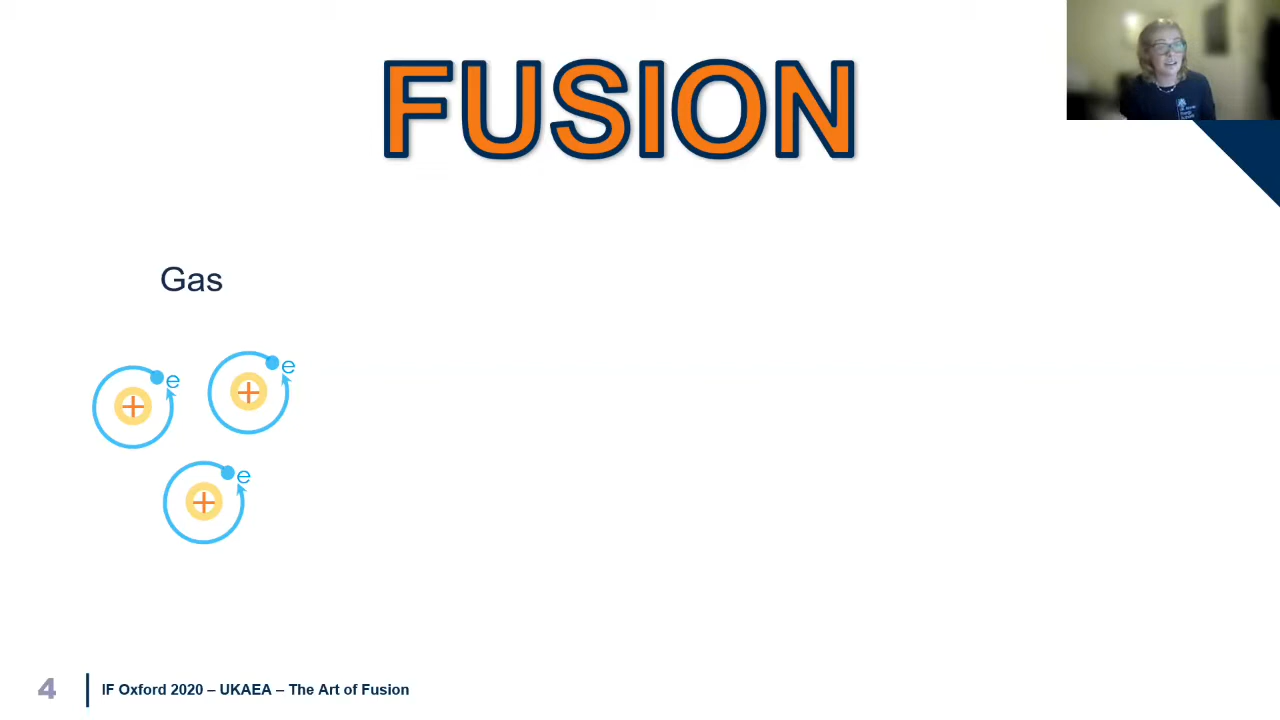 FUSION
Gas
e
e
+
+
e
+
4
IF Oxford 2020 – UKAEA – The Art of Fusion